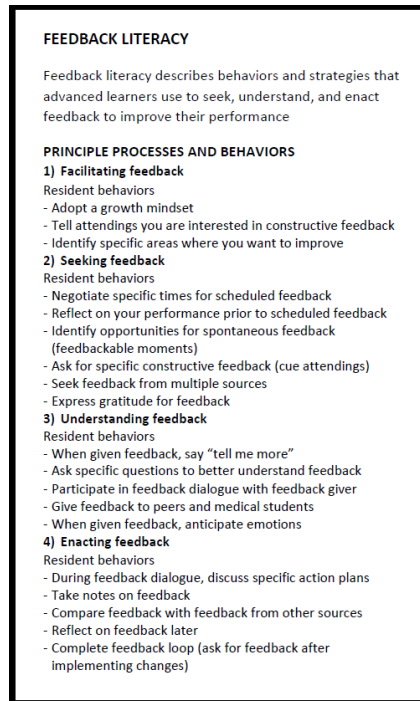 FEEDBACK LITERACY
Feedback literacy describes behaviors and strategies that
advanced learners use to seek, understand, and enact
feedback to improve their performance
PRINCIPLE PROCESSES AND BEHAVIORS
1) Facilitating feedback
Resident behaviors
- Adopt a growth mindset
- Tell attendings you are interested in constructive feedback
- Identify specific areas where you want to improve
2) Seeking feedback
Resident behaviors
- Negotiate specific times for scheduled feedback
- Reflect on your performance prior to scheduled feedback
- Identify opportunities for spontaneous feedback
(feedbackable moments)
- Ask for specific constructive feedback (cue attendings)
- Seek feedback from multiple sources
- Express gratitude for feedback
3) Understanding feedback
Resident behaviors
- When given feedback, say “tell me more”
- Ask specific questions to better understand feedback
- Participate in feedback dialogue with feedback giver
- Give feedback to peers and medical students
- When given feedback, anticipate emotions
4) Enacting feedback
Resident behaviors
- During feedback dialogue, discuss specific action plans
- Take notes on feedback
- Compare feedback with feedback from other sources
- Reflect on feedback later
- Complete feedback loop (ask for feedback after
implementing changes)